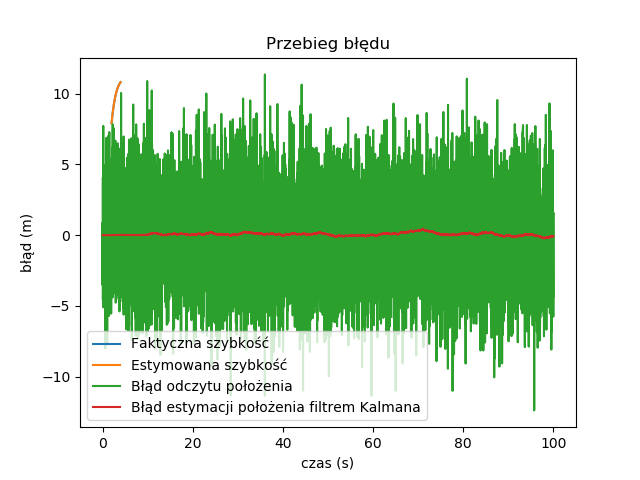 Przebieg błędu
błąd (m)
10
5
0
−5
−10
Faktyczna szybkość
Estymowana szybkość
Błąd odczytu położenia
Błąd estymacji położenia filtrem Kalmana
0 20 40 60 80 100
czas (s)